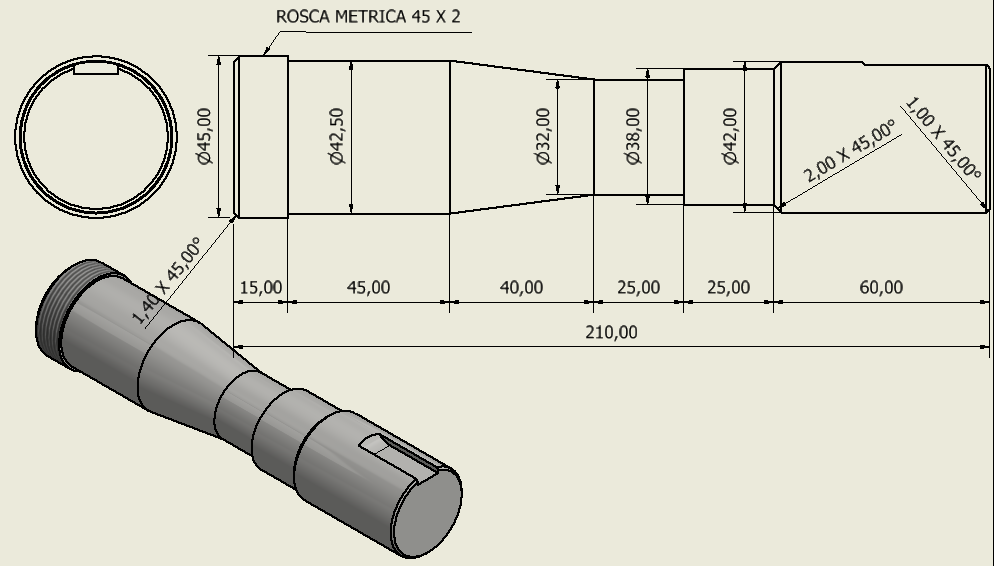 ROSCA METRICA 45 X 2
Ø45,00
Ø42,50
Ø32,00
Ø38,00
Ø42,00
2,00 X 45,00°
1,00 X 45,00°
1,40 X 45,00°
15,00
45,00
40,00
25,00
25,00
60,00
210,00